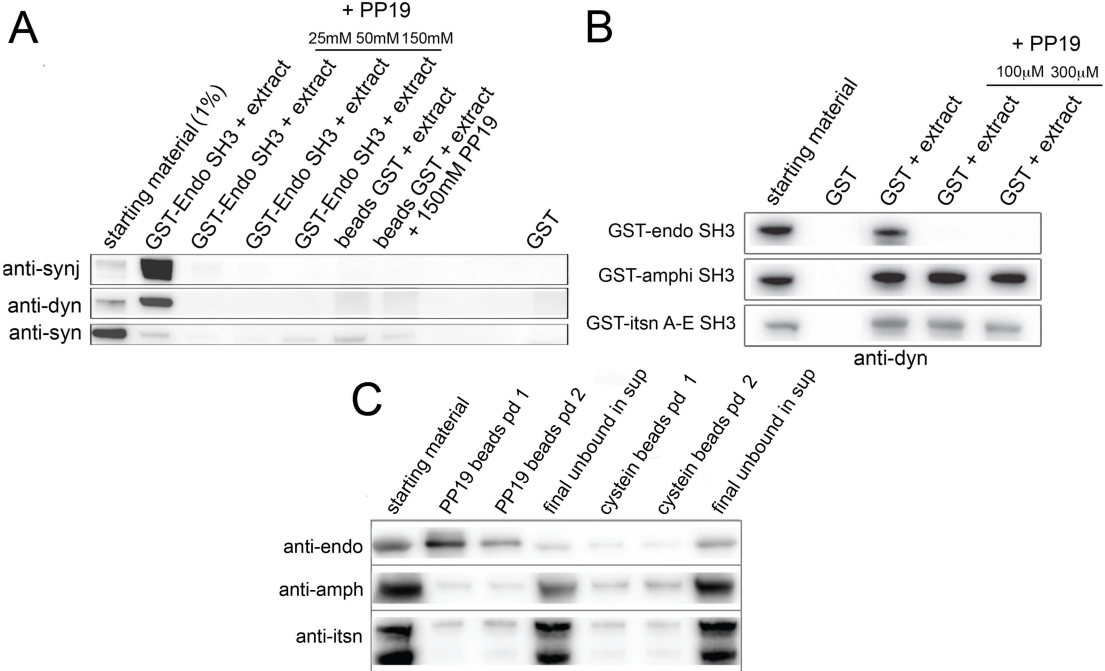 A
+ PP19
25mM 50mM 150mM
starting material (1%)
GST-Endo SH3 + extract
GST-Endo SH3 + extract
GST-Endo SH3 + extract
GST-Endo SH3 + extract
beads GST + extract
beads GST + extract
+ 150mM PP19
GST
anti-synj
anti-dyn
anti-syn
B
+ PP19
100µM 300µM
starting material
GST
GST + extract
GST + extract
GST + extract
GST-endo SH3
GST-amphi SH3
GST-itsn A-E SH3
anti-dyn
C
starting material
PP19 beads pd 1
PP19 beads pd 2
final unbound in sup
cystein beads pd 1
cystein beads pd 2
final unbound in sup
anti-endo
anti-amph
anti-itsn